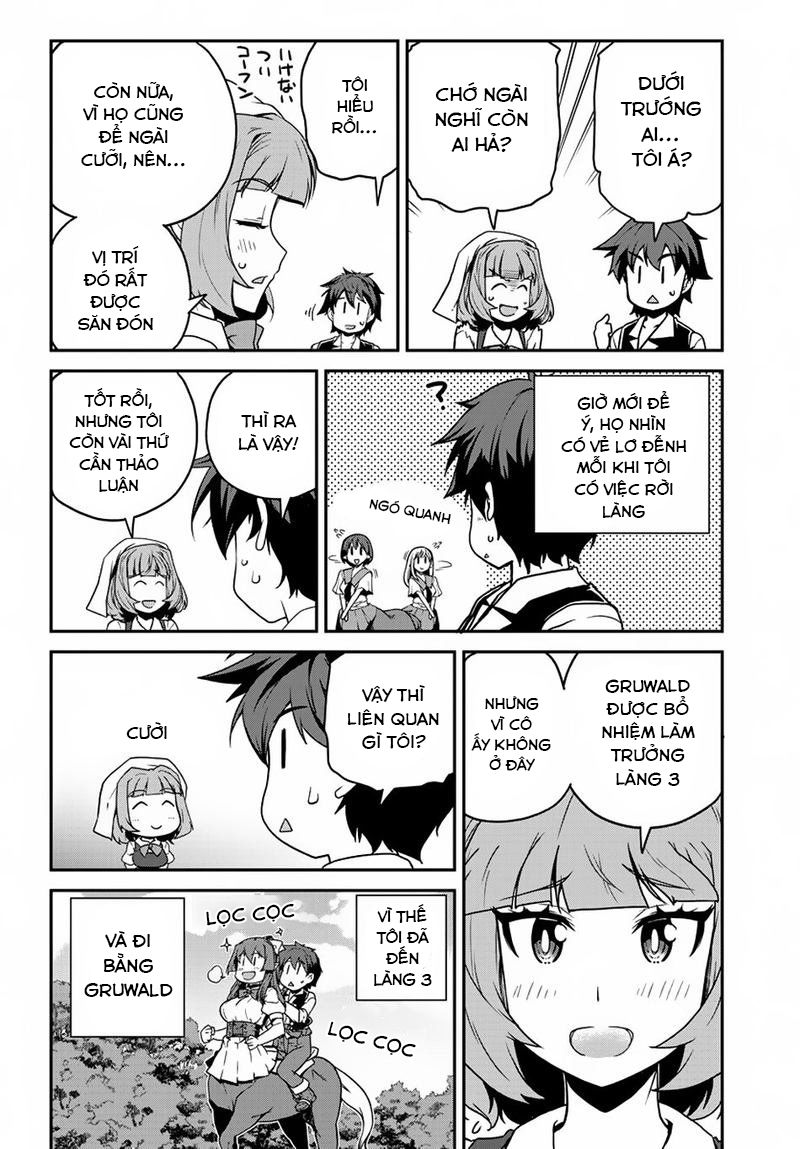 DƯỚI
TRƯỚNG
AI...
TÔI Á?
CHỚ NGÀI
NGHĨ CÒN
AI HẢ?
TÔI
HIỂU
RỒI...
いけない
つい
コーフン
CÒN NỮA,
VÌ HỌ CŨNG
ĐỂ NGÀI
CƯỠI, NÊN...
VỊ TRÍ
ĐÓ RẤT
ĐƯỢC
SĂN ĐÓN
GIỜ MỚI ĐỂ
Ý, HỌ NHÌN
CÓ VẺ LƠ ĐỄNH
MỖI KHI TÔI
CÓ VIỆC RỜI
LÀNG
?
NGÓ QUANH
THÌ RA
LÀ VẬY!
TỐT RỒI,
NHƯNG TÔI
CÒN VÀI THỨ
CẦN THẢO
LUẬN
GRUWALD
ĐƯỢC BỔ
NHIỆM LÀM
TRƯỞNG
LÀNG 3
NHƯNG
VÌ CÔ
ẤY KHÔNG
Ở ĐÂY
VẬY THÌ
LIÊN QUAN
GÌ TÔI?
CƯỜI
VÌ THẾ
TÔI ĐÃ
ĐẾN
LÀNG 3
LỌC CỌC
VÀ ĐI
BẰNG
GRUWALD
LỌC CỌC